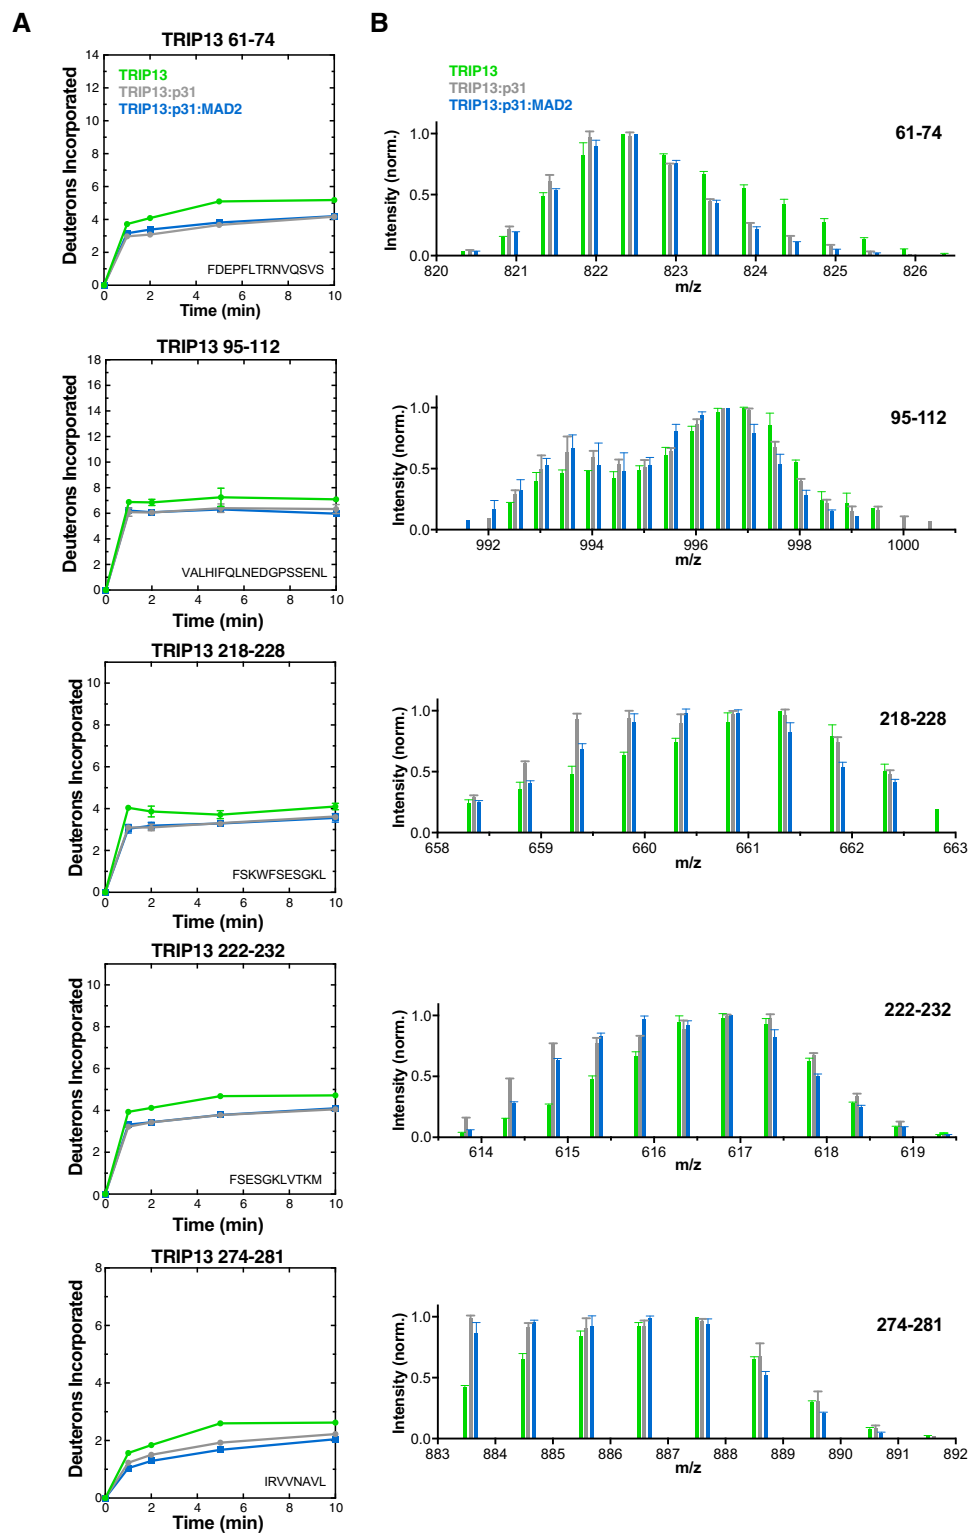 A
B
TRIP13 61-74
TRIP13
TRIP13:p31
TRIP13:p31:MAD2
Deuterons Incorporated
14
12
10
8
6
4
2
0
FDEPFLTRNVQSVS
0 2 4 6 8 10
Time (min)
TRIP13
TRIP13:p31
TRIP13:p31:MAD2
61-74
Intensity (norm.)
1.0
0.5
0.0
820 821 822 823 824 825 826
m/z
TRIP13 95-112
Deuterons Incorporated
18
16
14
12
10
8
6
4
2
0
VALHIFQLNEDGPSSENL
0 2 4 6 8 10
Time (min)
95-112
Intensity (norm.)
1.0
0.5
0.0
992 994 996 998 1000
m/z
TRIP13 218-228
Deuterons Incorporated
10
8
6
4
2
0
FSKWFSESGKL
0 2 4 6 8 10
Time (min)
218-228
Intensity (norm.)
1.0
0.5
0.0
658 659 660 661 662 663
m/z
TRIP13 222-232
Deuterons Incorporated
10
8
6
4
2
0
FSESGKLVTKM
0 2 4 6 8 10
Time (min)
222-232
Intensity (norm.)
1.0
0.5
0.0
614 615 616 617 618 619
m/z
TRIP13 274-281
Deuterons Incorporated
8
6
4
2
0
IRVVNAVL
0 2 4 6 8 10
Time (min)
274-281
Intensity (norm.)
1.0
0.5
0.0
883 884 885 886 887 888 889 890 891 892
m/z